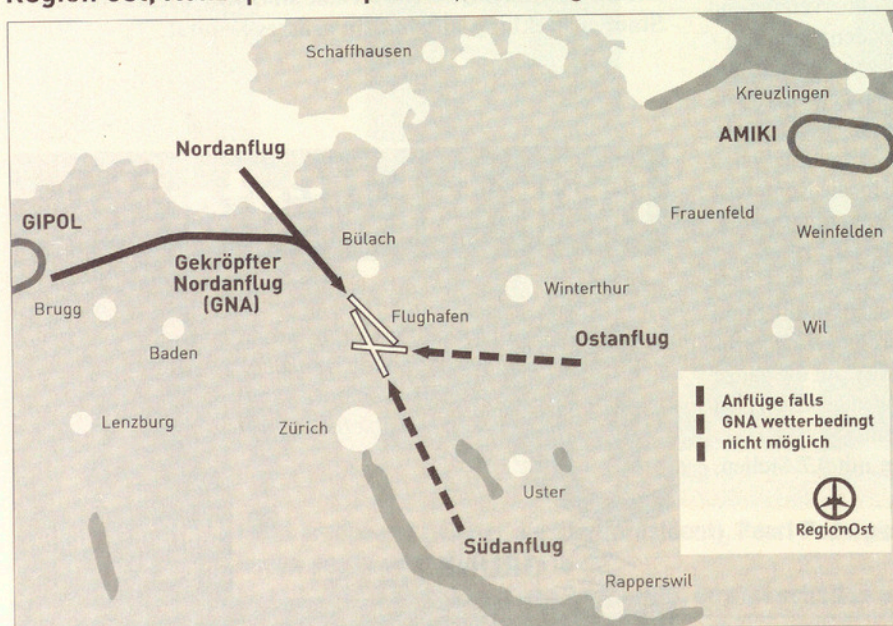 Schaffhausen
Kreuzlingen
AMIKI
Nordanflug
GIPOL
Frauenfeld
Weinfelden
Bülach
Gekröpfter
Nordanflug
(GNA)
Winterthur
Brugg
Flughafen
Wil
Baden
Ostanflug
Anflüge falls
GNA wetterbedingt
nicht möglich
Lenzburg
Zürich
Uster
RegionOst
Südanflug
Rapperswil